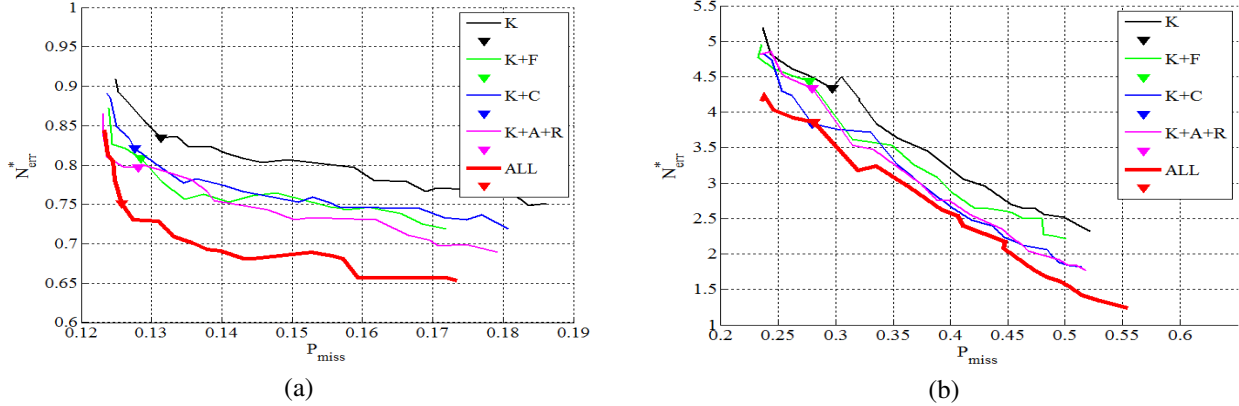 1
0.95
0.9
0.85
0.8
0.75
0.7
0.65
0.6
N*err
0.12 0.13 0.14 0.15 0.16 0.17 0.18 0.19
Pmiss
K
K+F
K+C
K+A+R
ALL
(a)
5.5
5
4.5
4
3.5
3
2.5
2
1.5
1
N*err
0.2 0.25 0.3 0.35 0.4 0.45 0.5 0.55 0.6
Pmiss
K
K+F
K+C
K+A+R
ALL
(b)